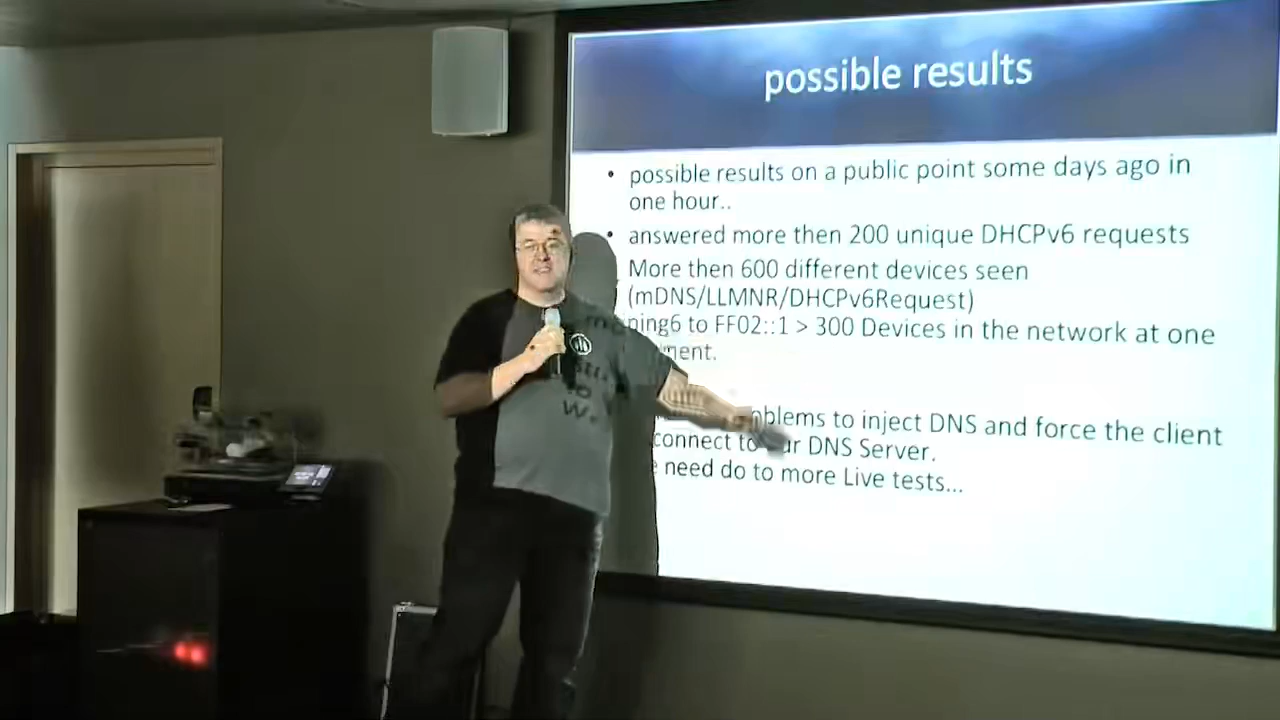 possible results
• possible results on a public point some days ago in
one hour..
• answered more then 200 unique DHCPv6 requests
More then 600 different devices seen
(mDNS/LLMNR/DHCPv6Request)
ping6 to FF02::1 > 300 Devices in the network at one
to inject DNS and force the client
connect to DNS Server.
need do to more Live tests...